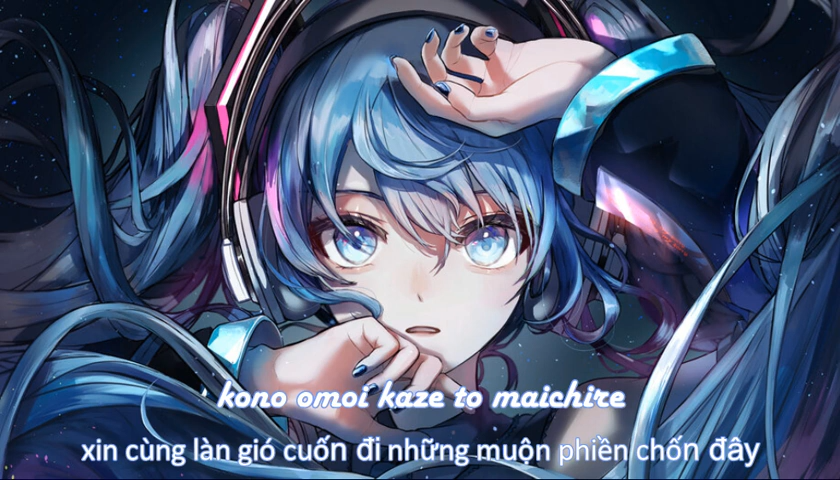 kono omoi kaze to maichire
xin cùng làn gió cuốn đi những muộn phiền chốn đây